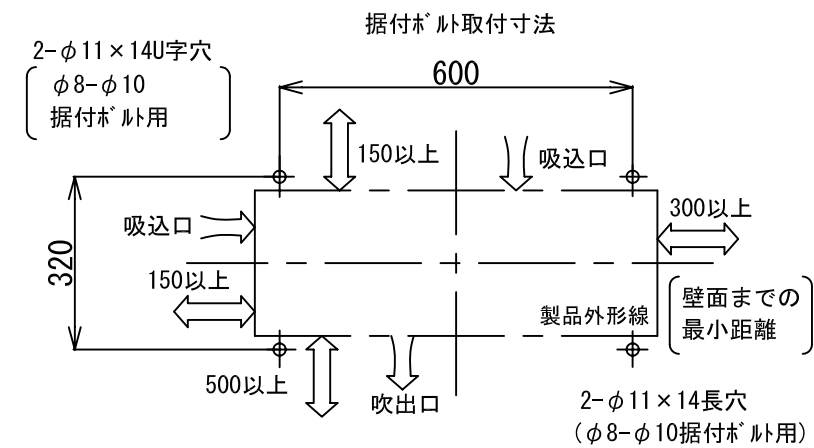 据付ﾎﾞﾙﾄ取付寸法
2-φ11×14U字穴
φ8-φ10
据付ﾎﾞﾙﾄ用
600
150以上
吸込口
300以上
320
吸込口
150以上
壁面までの
最小距離
製品外形線
500以上
吹出口
2-φ11×14長穴
(φ8-φ10据付ﾎﾞﾙﾄ用)